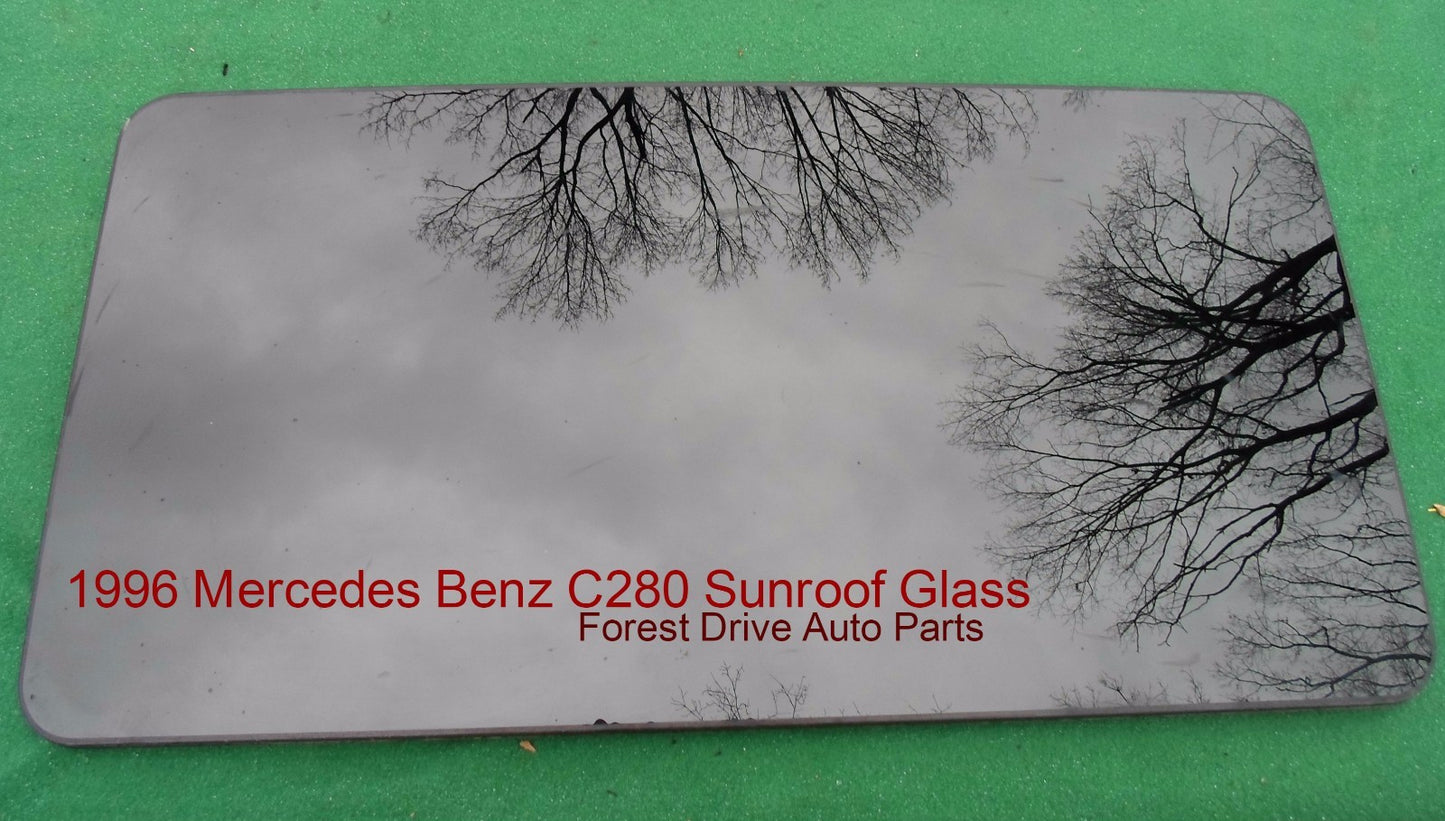 1996 Mercedes Benz C280 Sunroof Glass
Forest Drive Auto Parts